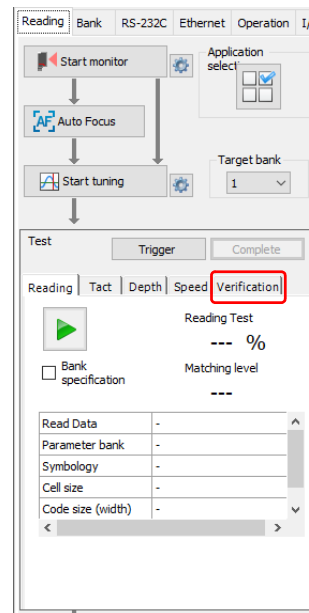 Reading Bank RS-232C Ethernet Operation
Start monitor
Application
AF Auto Focus
Start tuning
Target bank
1
Test
Trigger
Complete
Reading Tact Depth Speed Verification
Reading Test
--- %
Bank
specification
Matching level
---
Read Data -
Parameter bank -
Symbology -
Cell size -
Code size (width) -